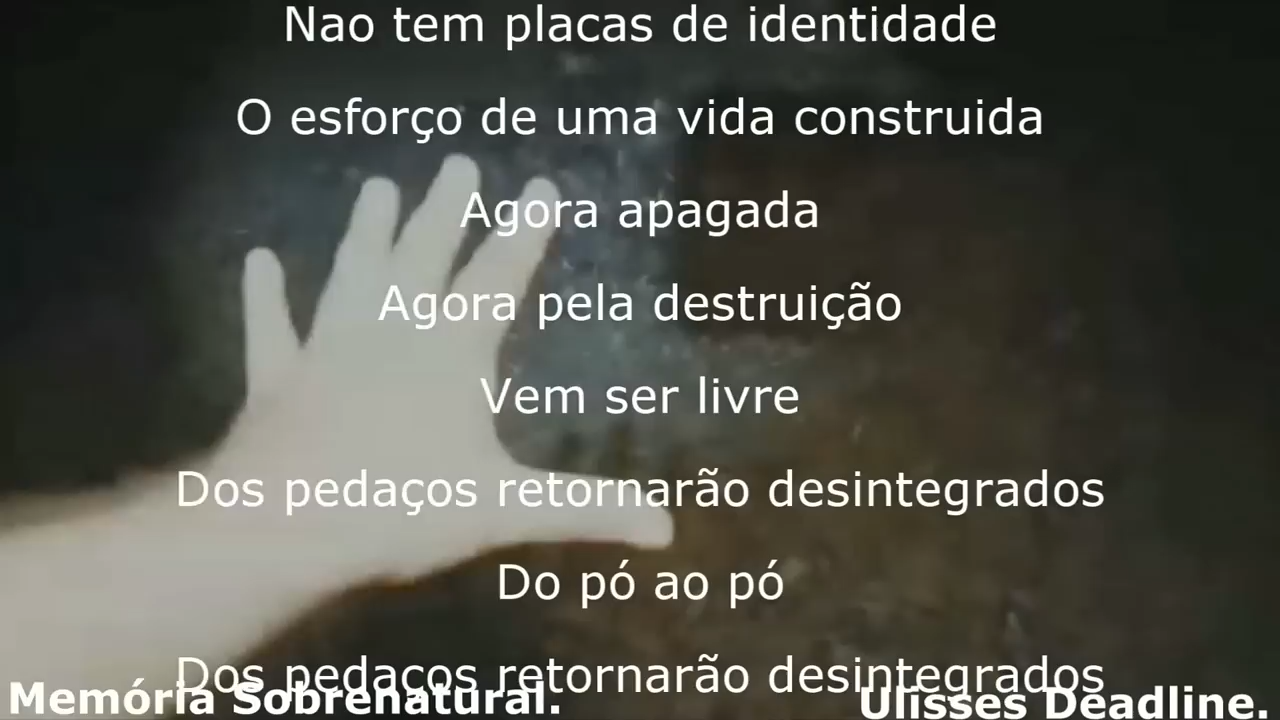 Nao tem placas de identidade
O esforço de uma vida construida
Agora apagada
Agora pela destruição
Vem ser livre
Dos pedaços retornarão desintegrados
Do pó ao pó
Dos pedaços retornarão desintegrados
Memória Sobrenatural.
Ulisses Deadline.